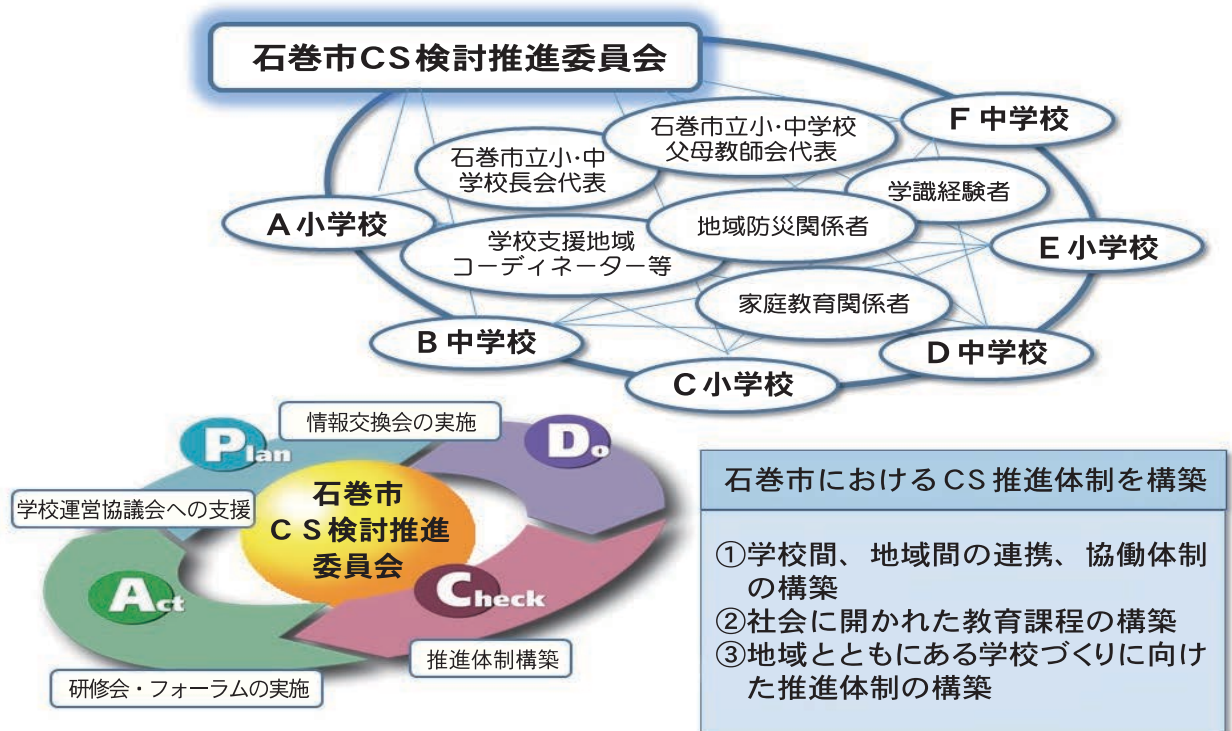 石巻市CS検討推進委員会
石巻市立小・中学校
父母教師会代表
F中学校
石巻市立小・中
学校長会代表
学識経験者
A小学校
地域防災関係者
学校支援地域
コーディネーター等
E小学校
家庭教育関係者
B中学校
D中学校
C小学校
情報交換会の実施
Plan
Do
学校運営協議会への支援
石巻市
CS検討推進
委員会
Act
Check
推進体制構築
研修会・フォーラムの実施
石巻市におけるCS推進体制を構築
①学校間、地域間の連携、協働体制
の構築
②社会に開かれた教育課程の構築
③地域とともにある学校づくりに向け
た推進体制の構築